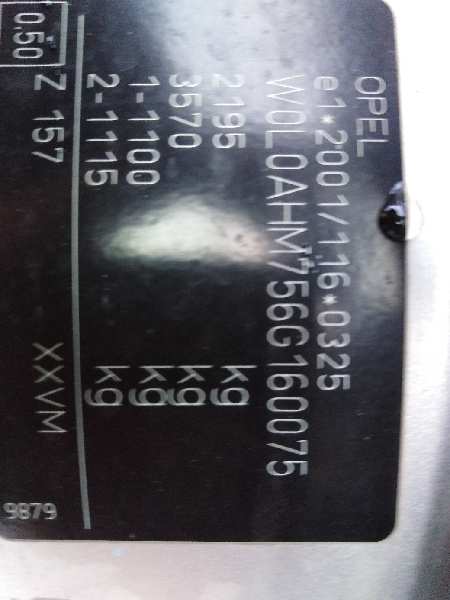 OPEL
e1*2001/116*0325
W0L0AHM756G160075
2195 kg
3570 kg
1-1100 kg
2-1115 kg
Z 157 XXVM
0.50 9879